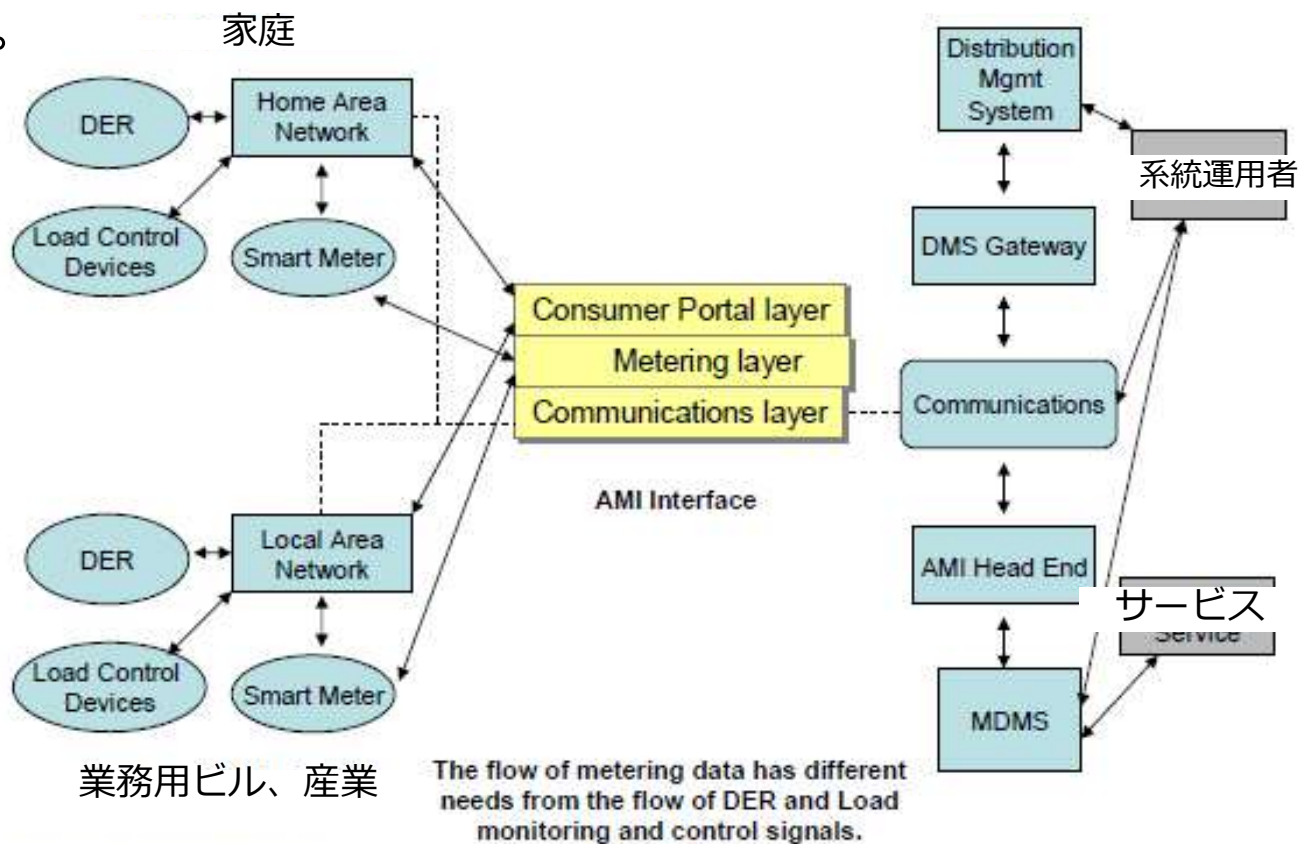 。
家庭
DER
Home Area
Network
Load Control
Devices
Smart Meter
DER
Local Area
Network
Load Control
Devices
Smart Meter
業務用ビル、産業
Consumer Portal layer
Metering layer
Communications layer
AMI Interface
The flow of metering data has different
needs from the flow of DER and Load
monitoring and control signals.
Distribution
Mgmt
System
系統運用者
DMS Gateway
Communications
AMI Head End
サービス
Service
MDMS